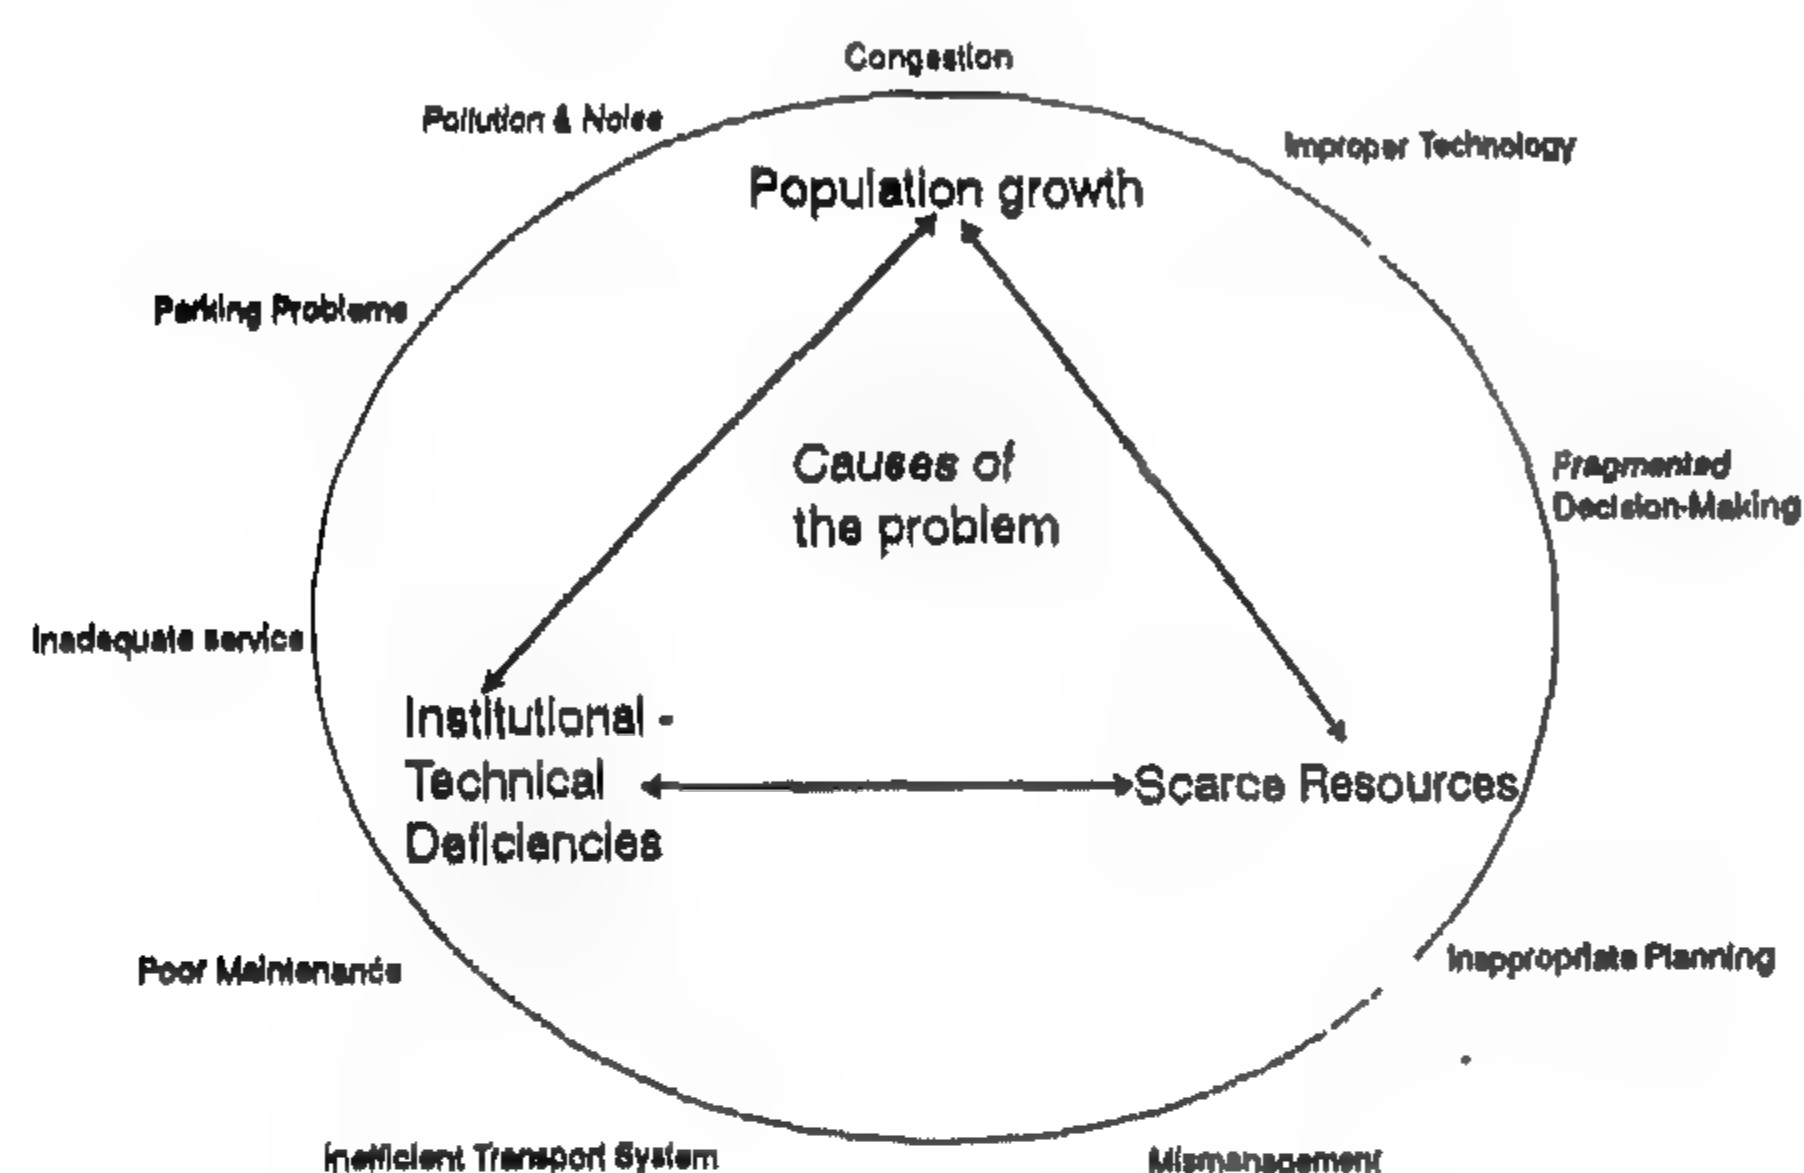 Congestion
Pollution & Noise
Improper Technology
Population growth
Parking Problems
Causes of
the problem
Fragmented
Decision-Making
Inadequate service
Institutional -
Technical
Deficiencies
Scarce Resources
Poor Maintenance
Inappropriate Planning
Inefficient Transport System
Mismanagement